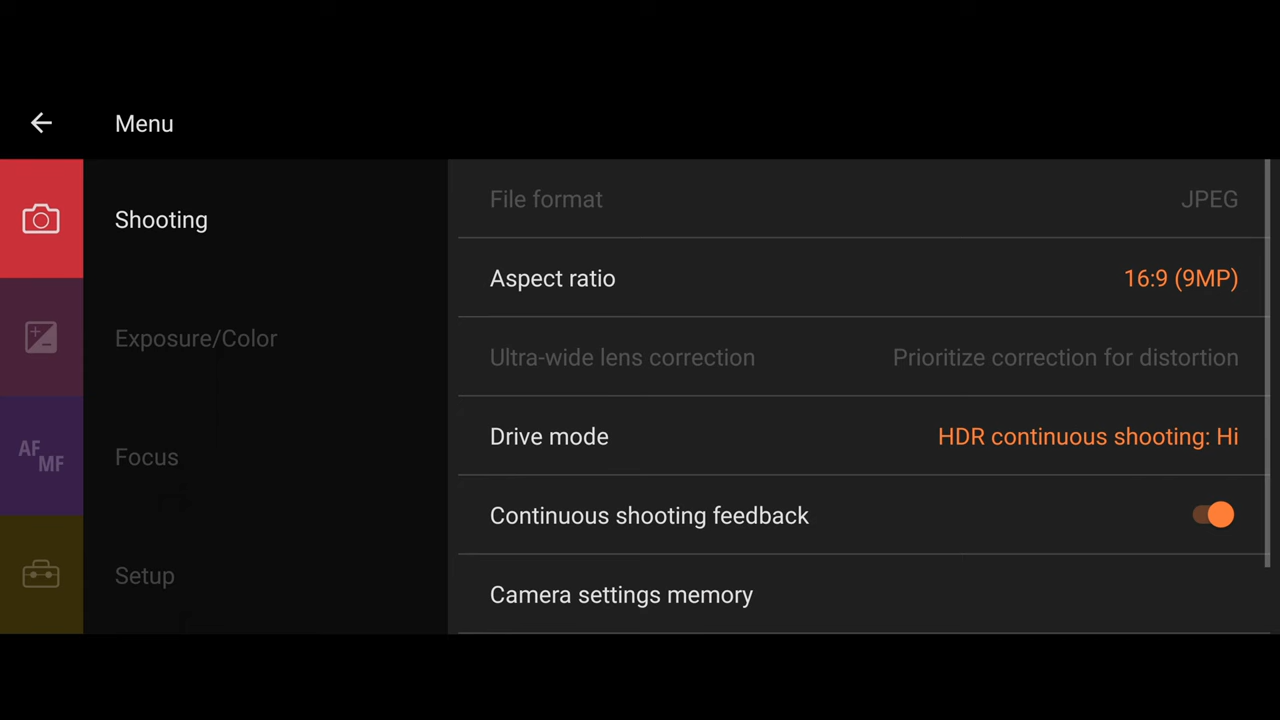 Menu
Shooting
File format JPEG
Aspect ratio 16:9 (9MP)
Exposure/Color
Ultra-wide lens correction Prioritize correction for distortion
Drive mode HDR continuous shooting: Hi
AF MF Focus
Continuous shooting feedback
Setup
Camera settings memory